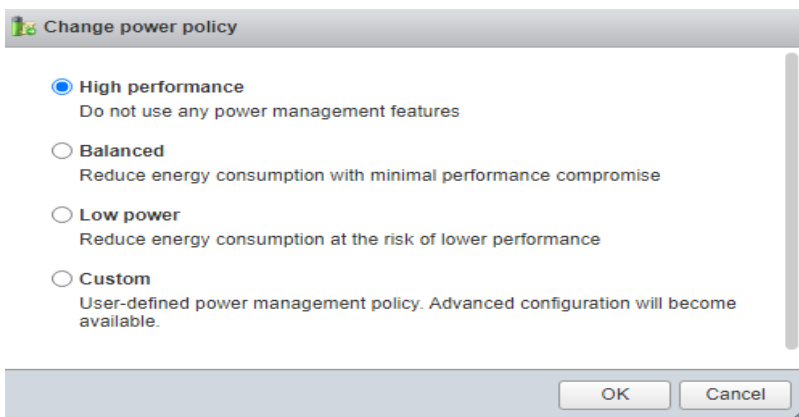 Change power policy
High performance
Do not use any power management features
Balanced
Reduce energy consumption with minimal performance compromise
Low power
Reduce energy consumption at the risk of lower performance
Custom
User-defined power management policy. Advanced configuration will become
available.
OK
Cancel